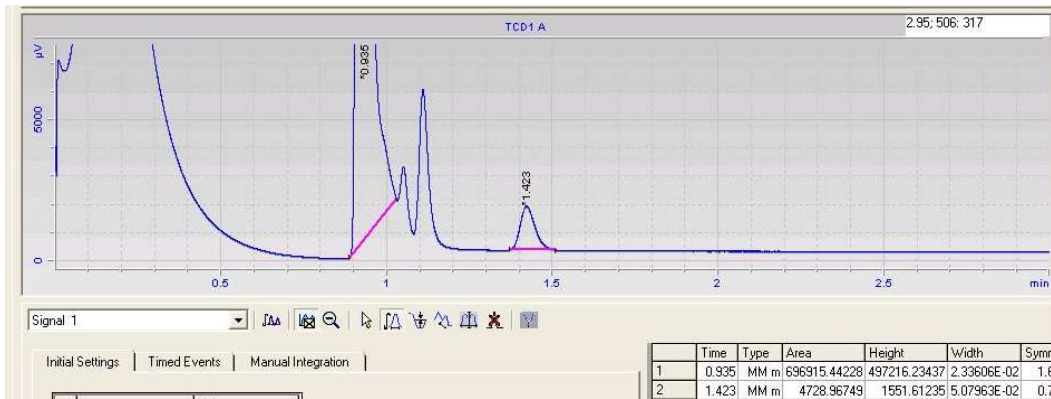 TCD1 A
2.95; 506: 317
µV
5000
0
*0.935
*1.423
0.5 1 1.5 2 2.5 min
Signal 1
Initial Settings Timed Events Manual Integration
Time Type Area Height Width
1 0.935 MM m 696915.44228 497216.23437 2.33606E-02
2 1.423 MM m 4728.96749 1551.61235 5.07963E-02